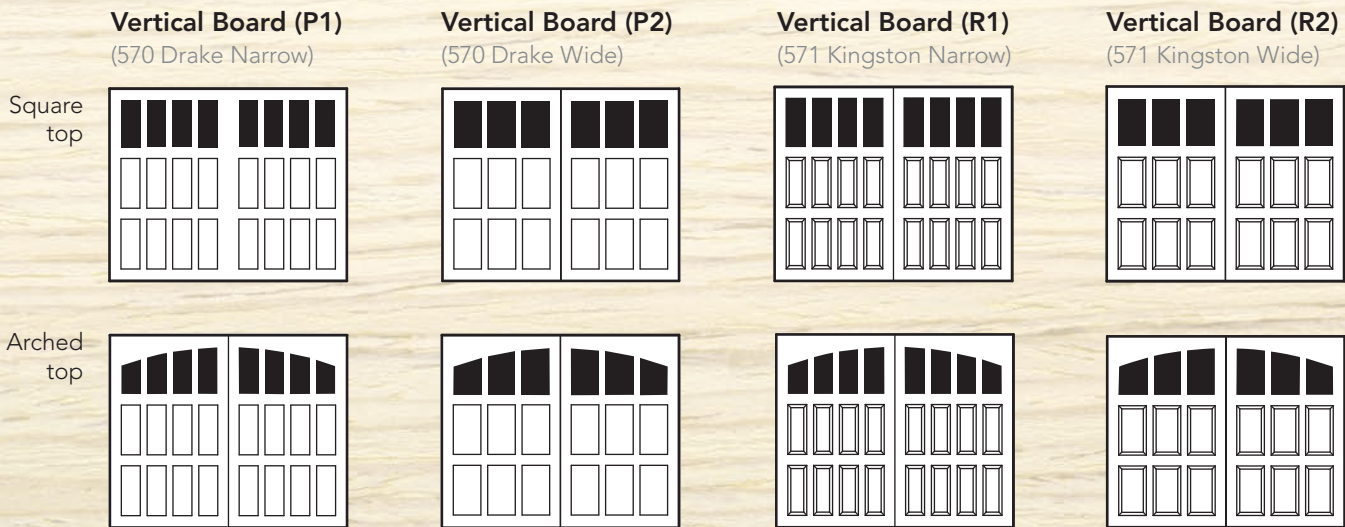 Vertical Board (P1)
(570 Drake Narrow)
Vertical Board (P2)
(570 Drake Wide)
Vertical Board (R1)
(571 Kingston Narrow)
Vertical Board (R2)
(571 Kingston Wide)
Square
top
Arched
top